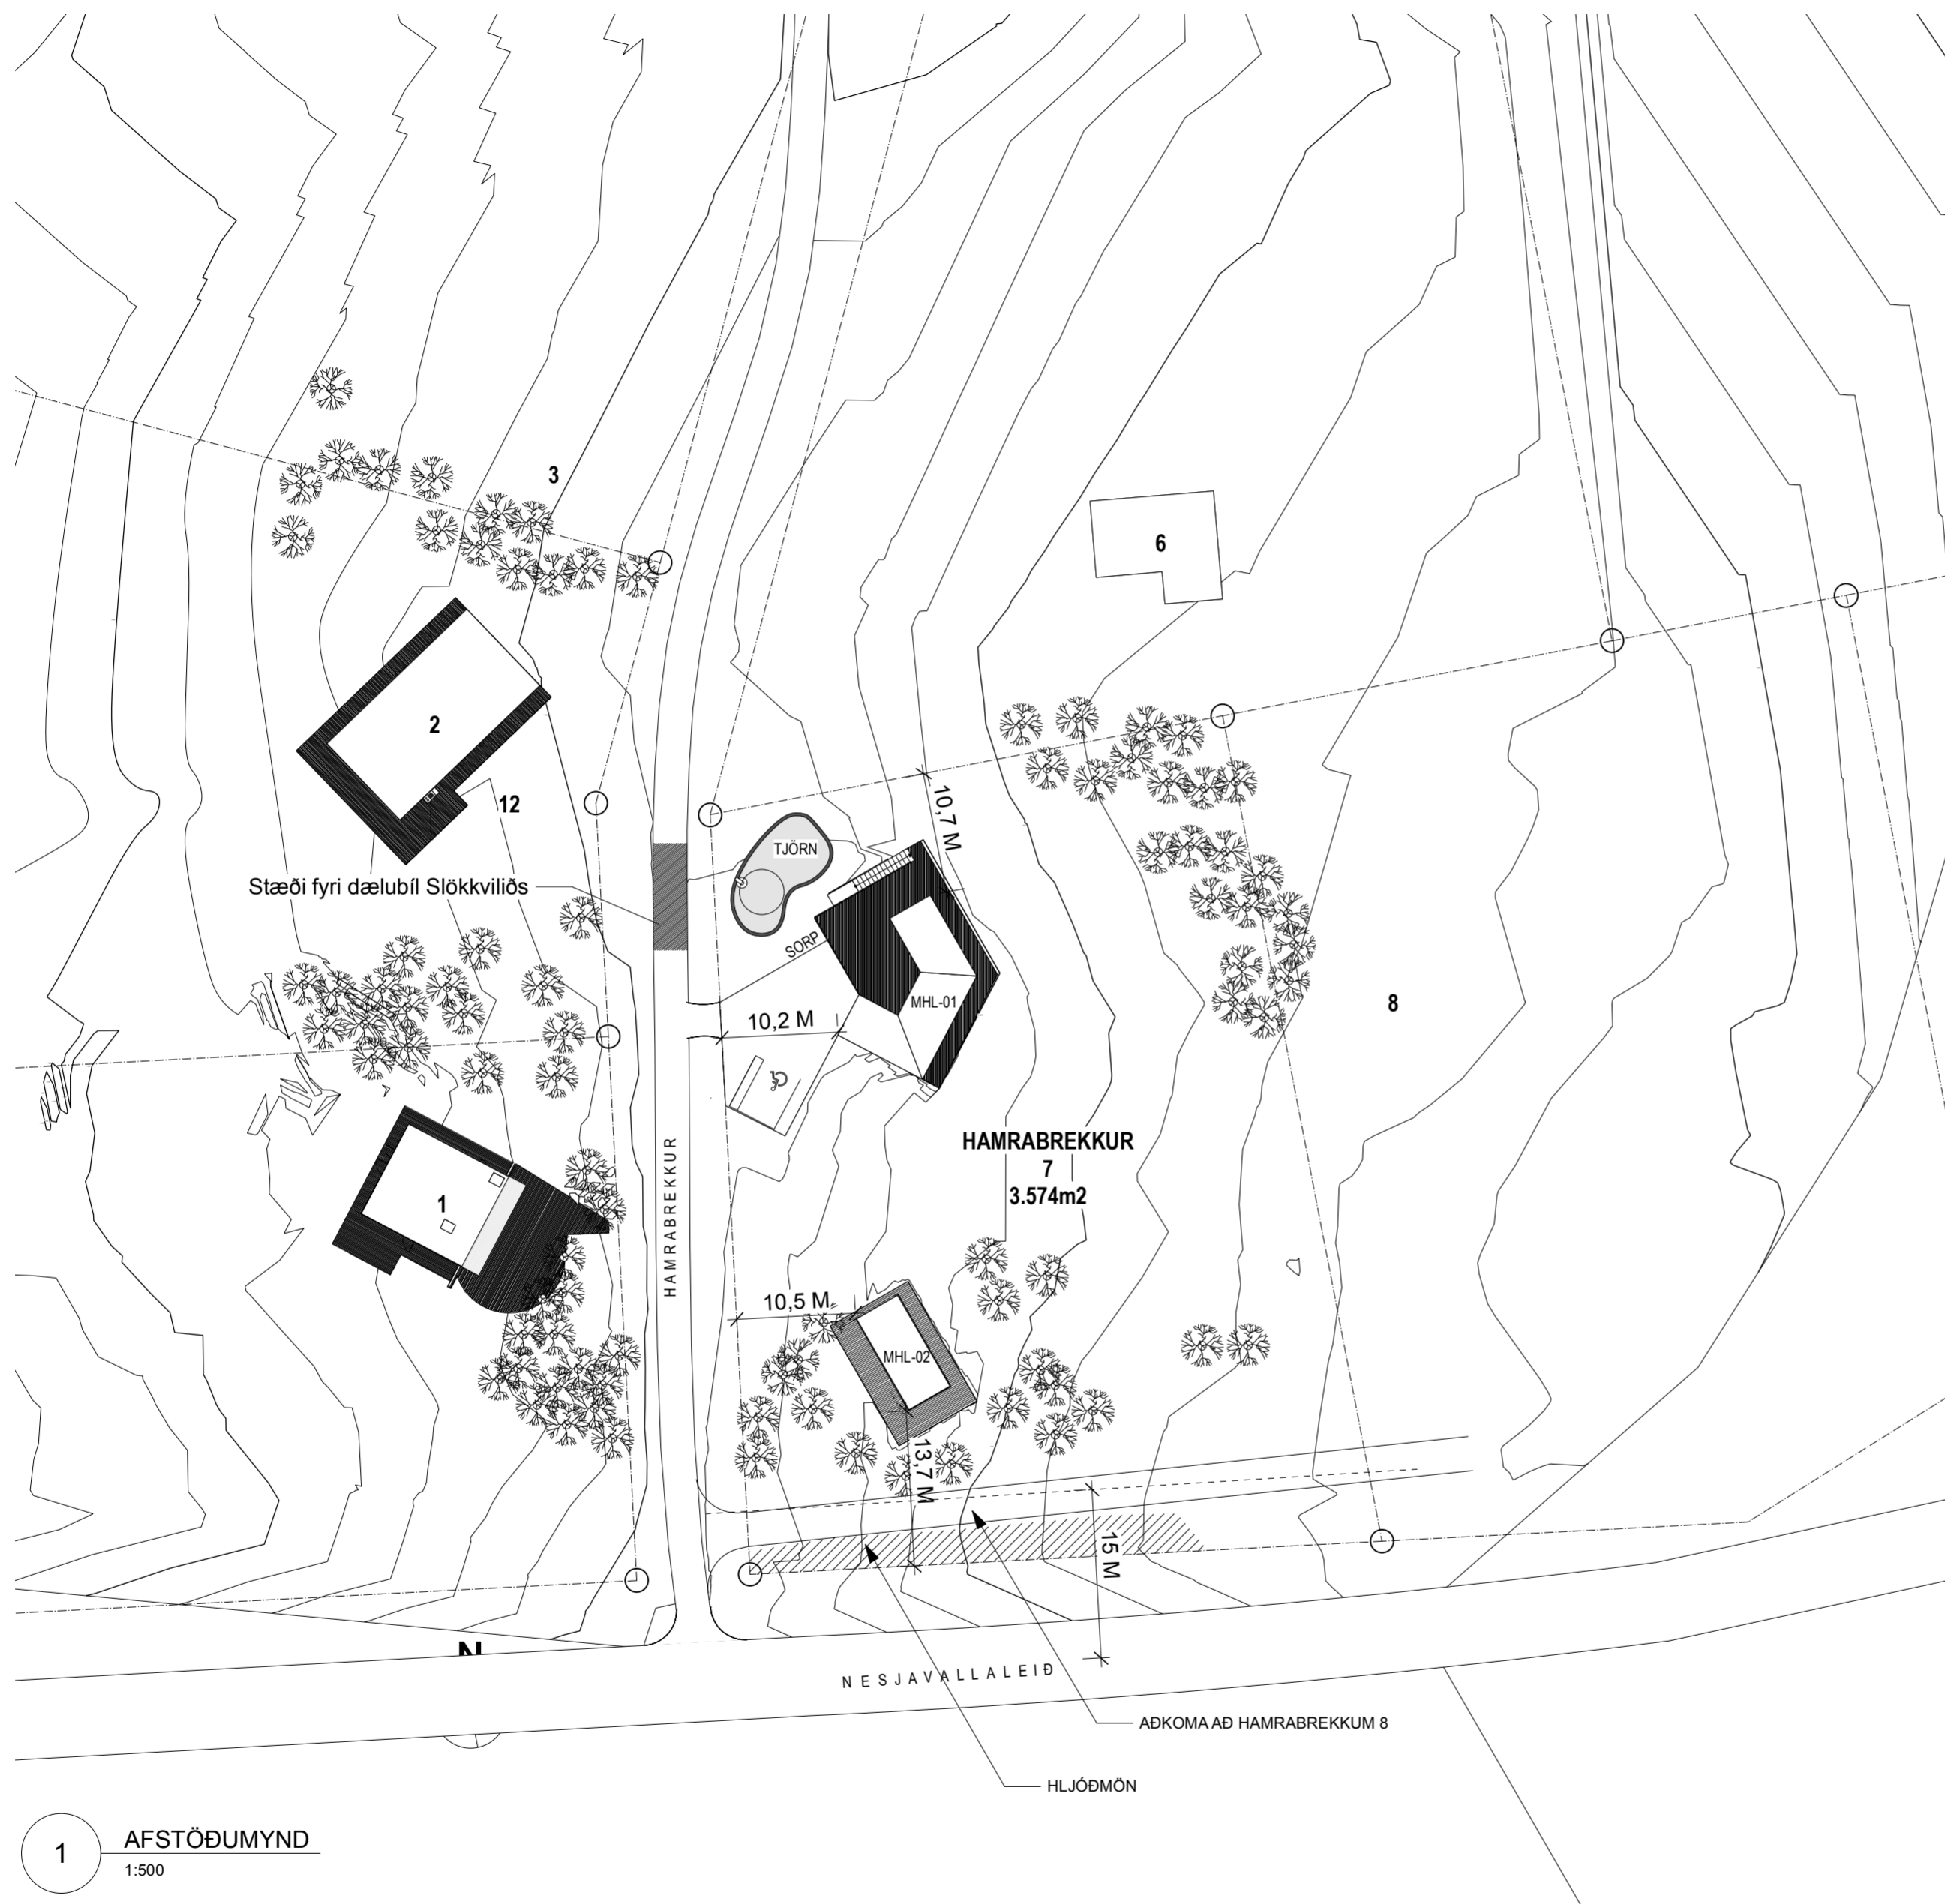 3
6
2
12
10,7 M
TJÖRN
Stæði fyri dælubíl Slökkviliðs
SORP
MHL-01
8
10,2 M
HAMRABREKKUR
7
3.574m2
HAMRABREKKUR
1
10,5 M
MHL-02
13,7 M
15 M
N
NESJAVALLALEIÐ
AÐKOMA AÐ HAMRABREKKUM 8
HLJÓÐMÖN
1
AFSTÖÐUMYND
1:500